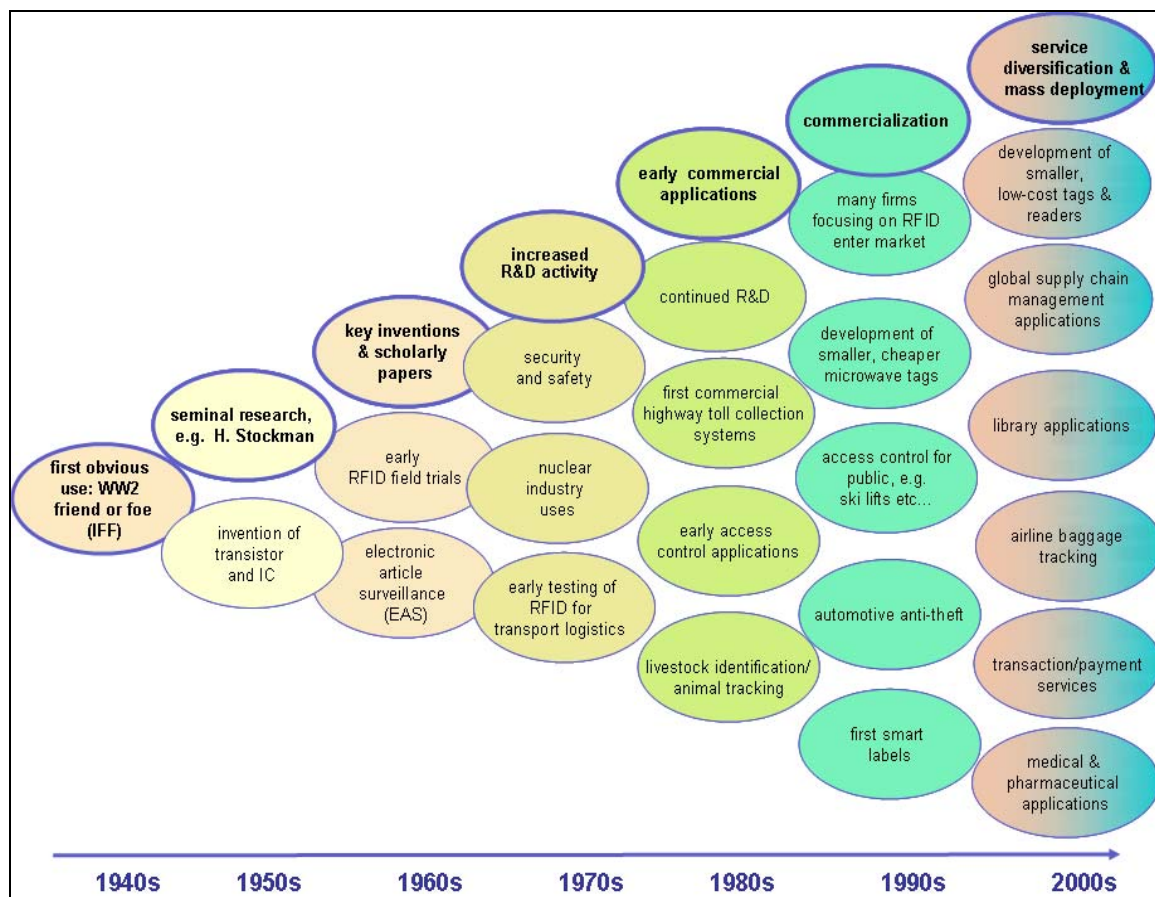 first obvious
use: WW2
friend or foe
(IFF)
seminal research,
e.g. H. Stockman
invention of
transistor
and IC
key inventions
& scholarly
papers
early
RFID field trials
electronic
article
surveillance
(EAS)
increased
R&D activity
security
and safety
nuclear
industry
uses
early testing of
RFID for
transport logistics
early commercial
applications
continued R&D
first commercial
highway toll collection
systems
early access
control applications
livestock identification/
animal tracking
commercialization
many firms
focusing on RFID
enter market
development of
smaller, cheaper
microwave tags
access control for
public, e.g.
ski lifts etc...
automotive anti-theft
first smart
labels
service
diversification &
mass deployment
development of
smaller,
low-cost tags &
readers
global supply chain
management
applications
library applications
airline baggage
tracking
transaction/payment
services
medical &
pharmaceutical
applications
1940s 1950s 1960s 1970s 1980s 1990s 2000s